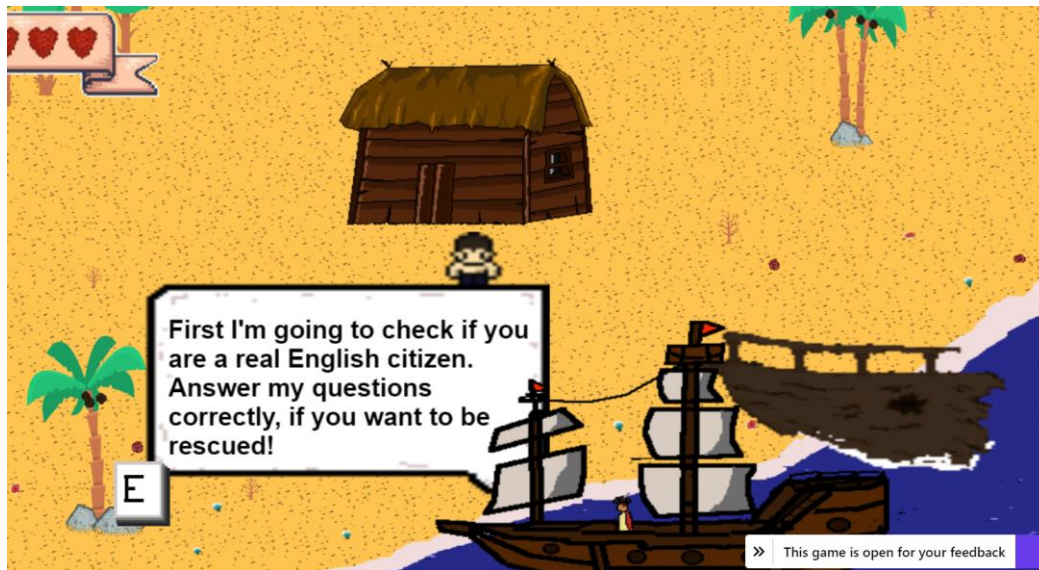 First I'm going to check if you
are a real English citizen.
Answer my questions
correctly, if you want to be
rescued!
E
» This game is open for your feedback